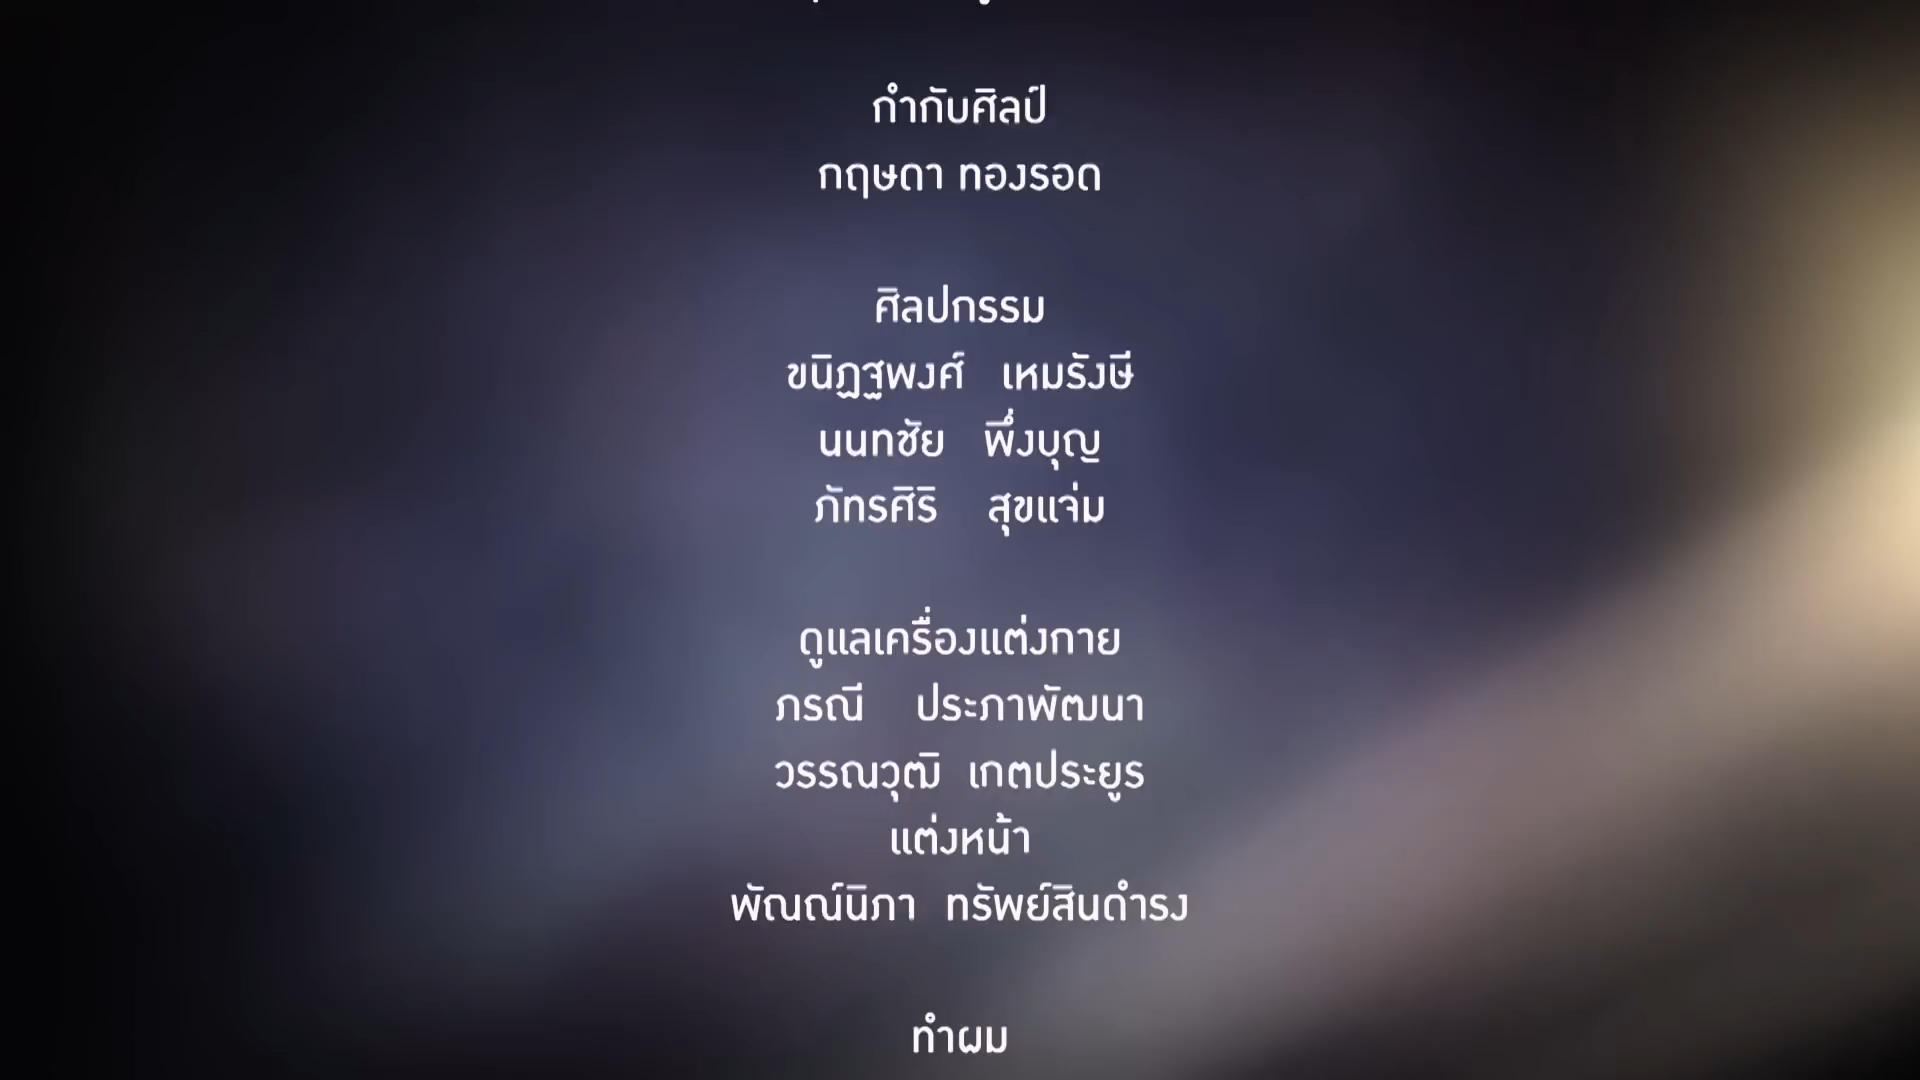 กำกับศิลป์
กฤษดา ทองรอด
ศิลปกรรม
ขนิฏฐพงศ์ เหมรังษี
นนทชัย พึ่งบุญ
ภัทรศิริ สุขแจ่ม
ดูแลเครื่องแต่งกาย
ภรณี ประภาพัฒนา
วรรณวุฒิ เกตประยูร
แต่งหน้า
พัณณ์นิภา ทรัพย์สินดำรง
ทำผม